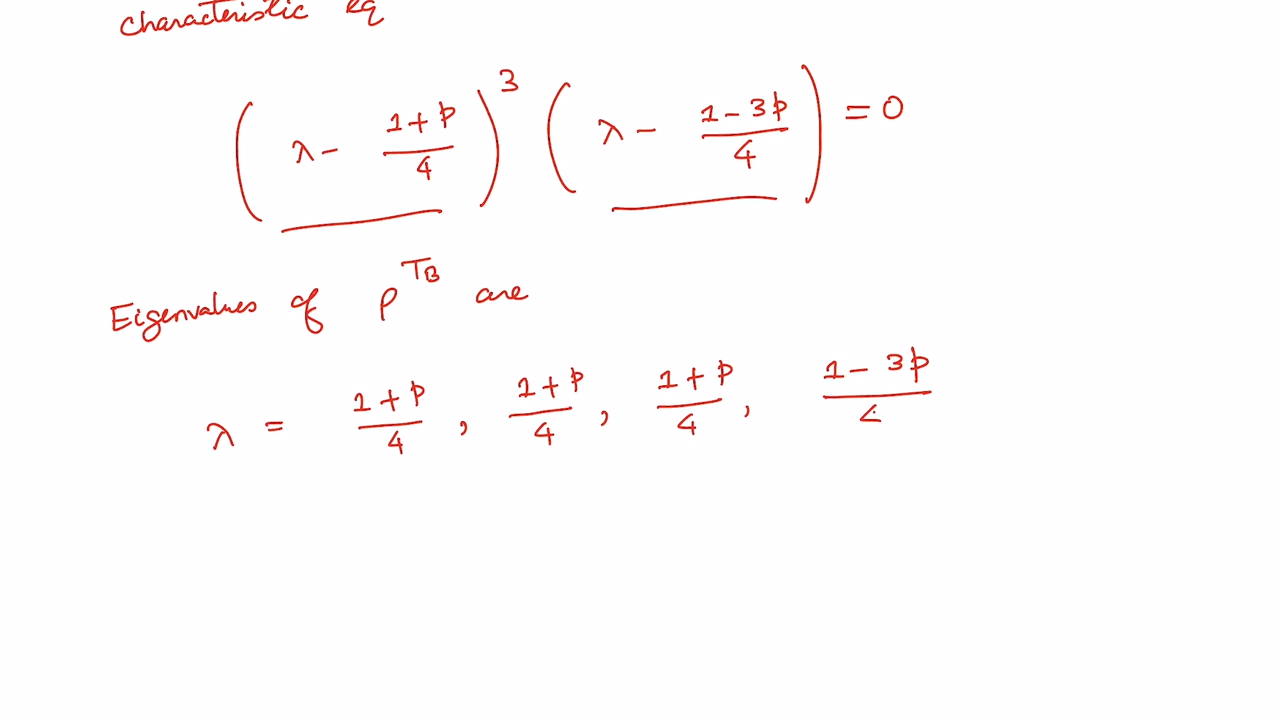 characteristic eq
(λ - (1+p)/4)^3 (λ - (1-3p)/4) = 0
Eigenvalues of ρ^TB are
λ = (1+p)/4, (1+p)/4, (1+p)/4, (1-3p)/4